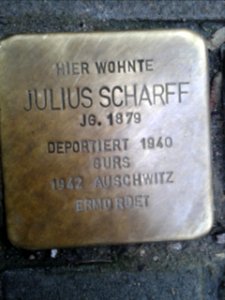 HIER WOHNTE
JULIUS SCHARFF
JG. 1879
DEPORTIERT 1940
GURS
1942 AUSCHWITZ
ERMORDET